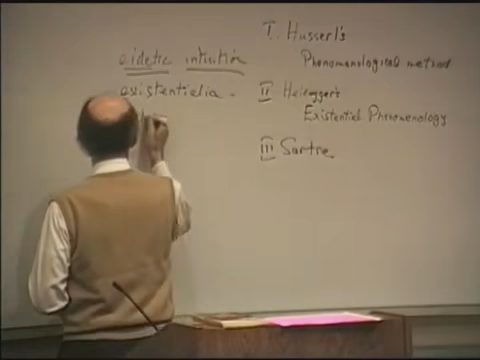 eidetic intuition
existentialia -
I. Husserl's
Phenomenological method
II Heidegger's
Existential Phenomenology
III Sartre